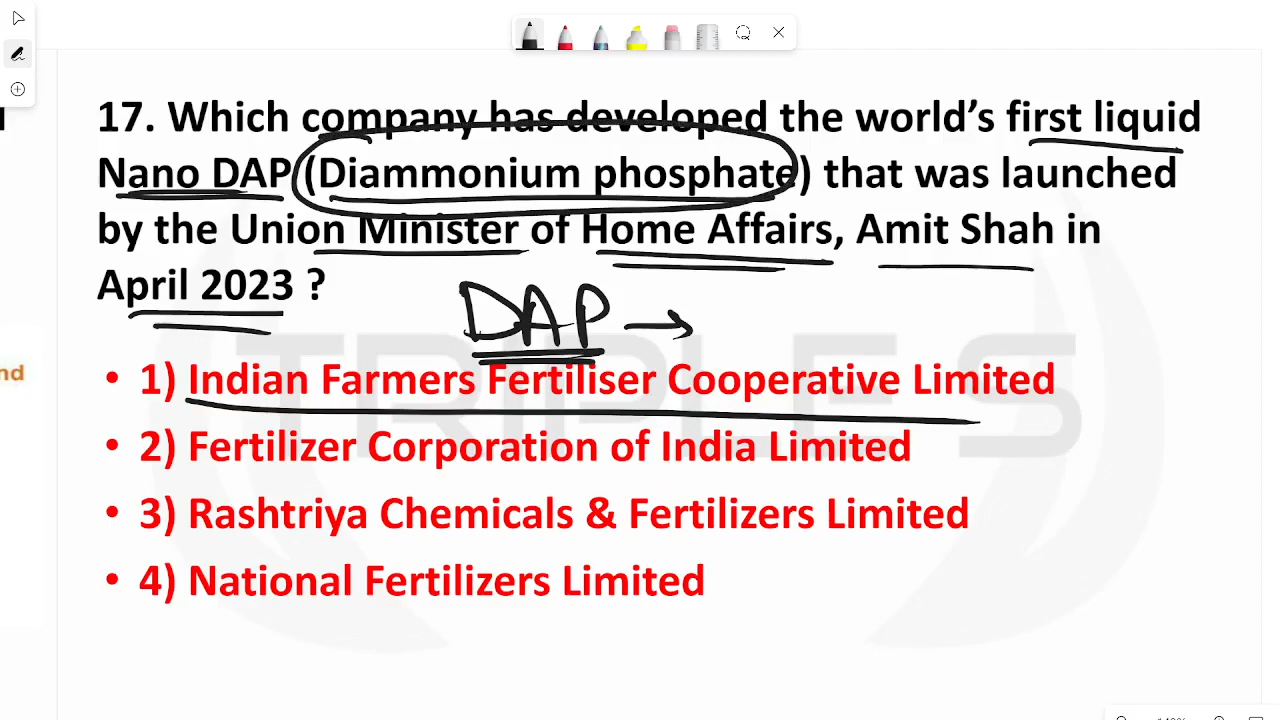 17. Which company has developed the world's first liquid
Nano DAP (Diammonium phosphate) that was launched
by the Union Minister of Home Affairs, Amit Shah in
April 2023 ?
DAP →
• 1) Indian Farmers Fertiliser Cooperative Limited
• 2) Fertilizer Corporation of India Limited
• 3) Rashtriya Chemicals & Fertilizers Limited
• 4) National Fertilizers Limited
nd
TRIPLE S